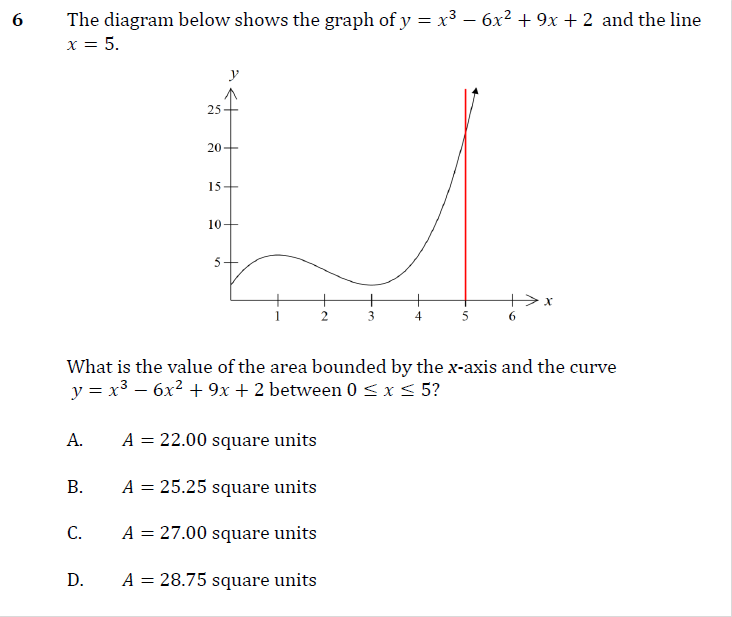 6 The diagram below shows the graph of y = x³ − 6x² + 9x + 2 and the line
x = 5.
y
25
20
15
10
5
1 2 3 4 5 6 x
What is the value of the area bounded by the x-axis and the curve
y = x³ − 6x² + 9x + 2 between 0 ≤ x ≤ 5?
A. A = 22.00 square units
B. A = 25.25 square units
C. A = 27.00 square units
D. A = 28.75 square units